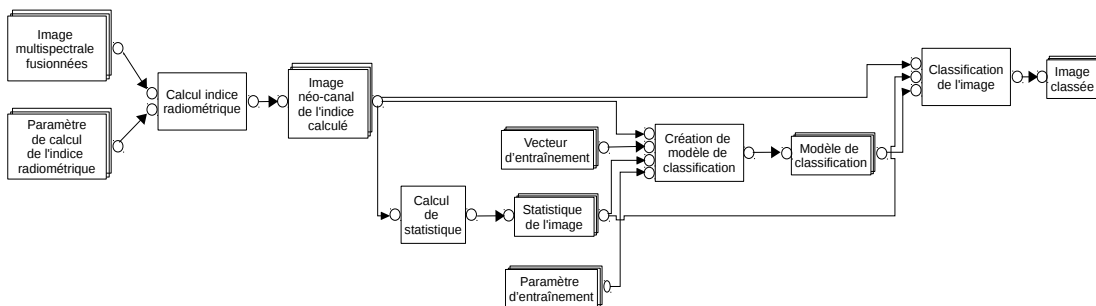 Image
multispectrale
fusionnées
Paramètre
de calcul
de l'indice
radiométrique
Calcul indice
radiométrique
Image
néo-canal
de l'indice
calculé
Calcul
de
statistique
Vecteur
d'entraînement
Statistique
de l'image
Paramètre
d'entraînement
Création de
modèle de
classification
Modèle de
classification
Classification
de l'image
Image
classée